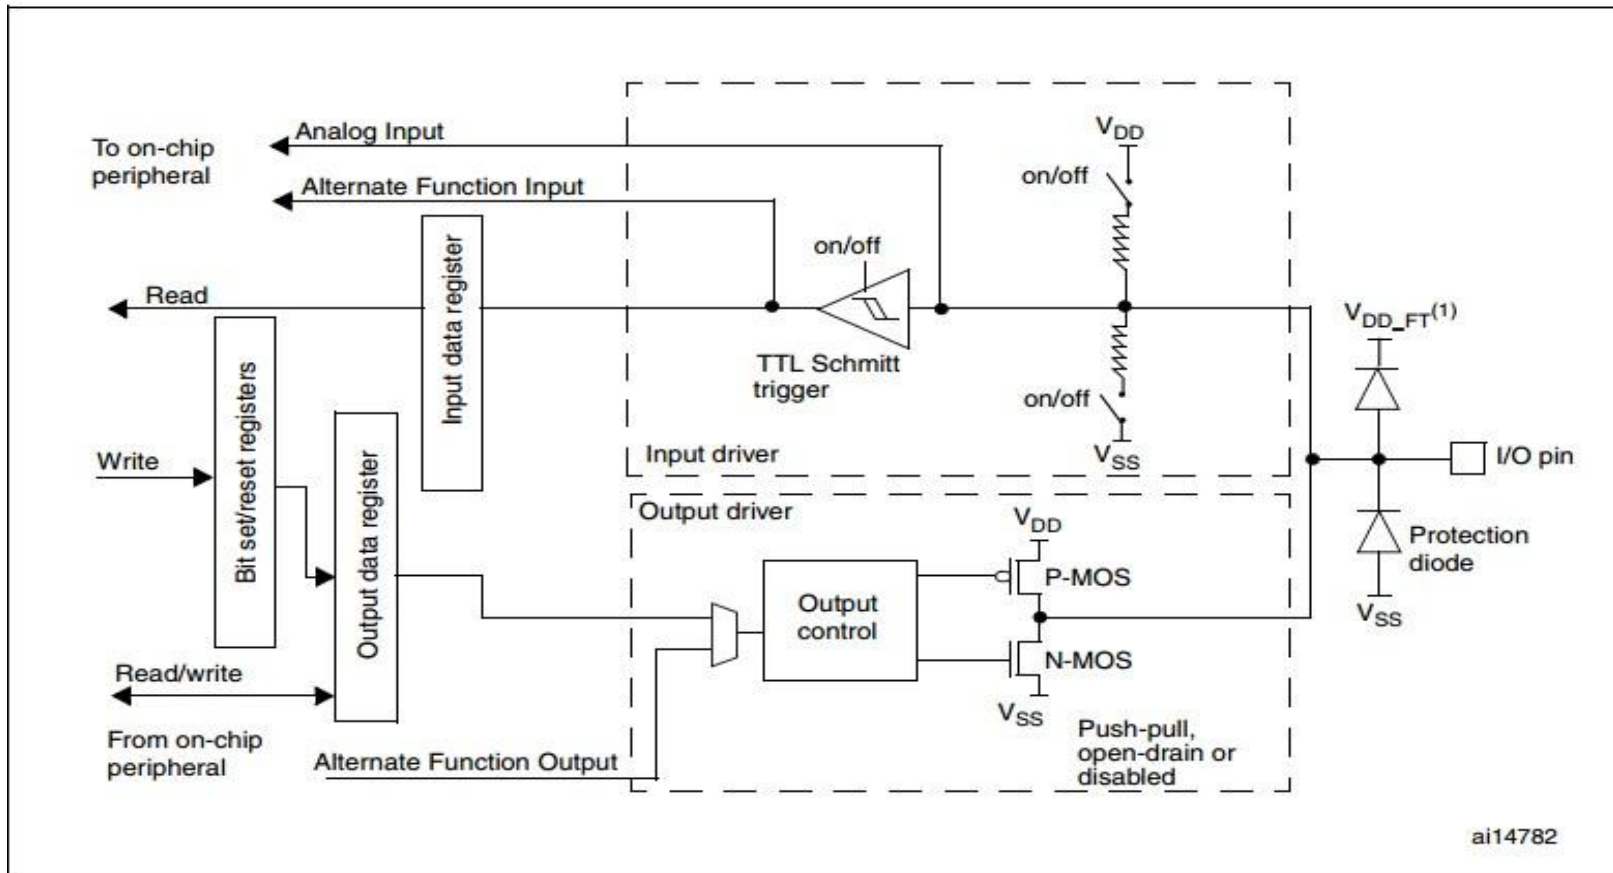 Analog Input
To on-chip
peripheral
Alternate Function Input
Read
Input data register
Bit set/reset registers
Write
Output data register
Read/write
From on-chip
peripheral
Alternate Function Output
on/off
TTL Schmitt
trigger
VDD
on/off
on/off
VSS
Input driver
Output driver
Output
control
VDD
P-MOS
N-MOS
VSS
Push-pull,
open-drain or
disabled
VDD_FT(1)
I/O pin
Protection
diode
VSS
ai14782